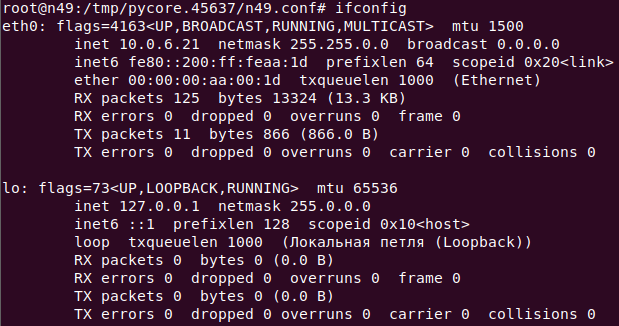 root@n49:/tmp/pycore.45637/n49.conf# ifconfig
eth0: flags=4163<UP,BROADCAST,RUNNING,MULTICAST>  mtu 1500
        inet 10.0.6.21  netmask 255.255.255.0  broadcast 0.0.0.0
        inet6 fe80::200:ff:feaa:1d  prefixlen 64  scopeid 0x20<link>
        ether 00:00:00:aa:00:1d  txqueuelen 1000  (Ethernet)
        RX packets 125  bytes 13324 (13.3 KB)
        RX errors 0  dropped 0  overruns 0  frame 0
        TX packets 11  bytes 866 (866.0 B)
        TX errors 0  dropped 0 overruns 0  carrier 0  collisions 0

lo: flags=73<UP,LOOPBACK,RUNNING>  mtu 65536
        inet 127.0.0.1  netmask 255.0.0.0
        inet6 ::1  prefixlen 128  scopeid 0x10<host>
        loop  txqueuelen 1000  (Локальная петля (Loopback))
        RX packets 0  bytes 0 (0.0 B)
        RX errors 0  dropped 0  overruns 0  frame 0
        TX packets 0  bytes 0 (0.0 B)
        TX errors 0  dropped 0 overruns 0  carrier 0  collisions 0